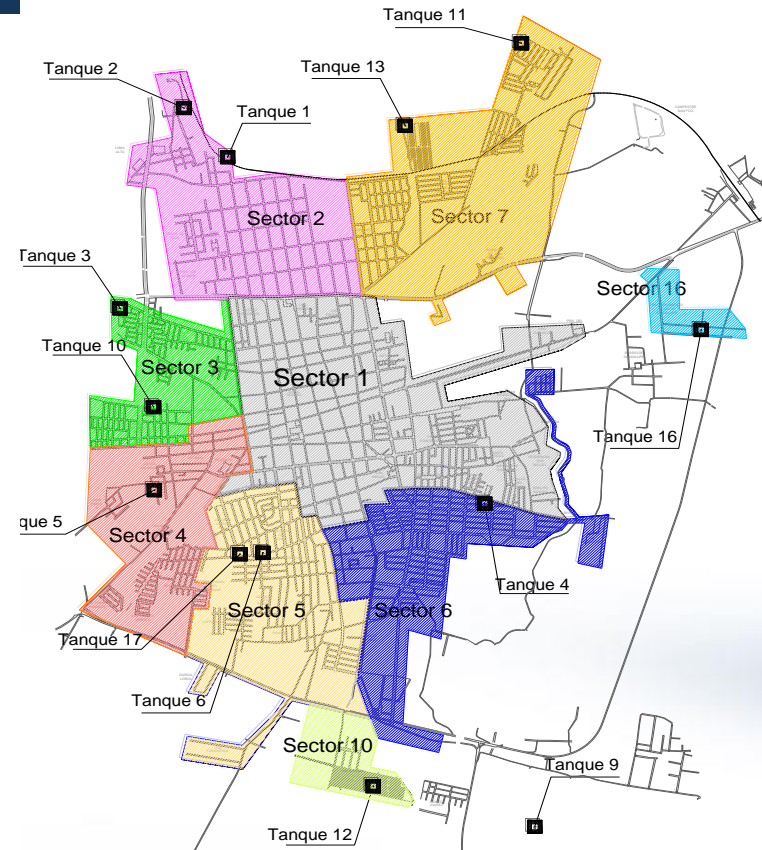 Tanque 11
Tanque 2
Tanque 13
Tanque 1
Sector 2
Sector 7
Tanque 3
Sector 16
Tanque 10
Sector 3
Sector 1
Tanque 16
que 5
Sector 4
Tanque 4
Sector 5
Sector 6
Tanque 17
Tanque 6
Sector 10
Tanque 9
Tanque 12